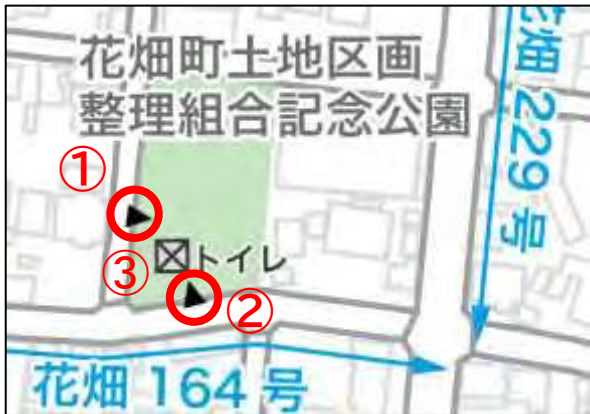 花畑町土地区画
整理組合記念公園
①
③
トイレ
②
花畑 229 号
花畑 164 号